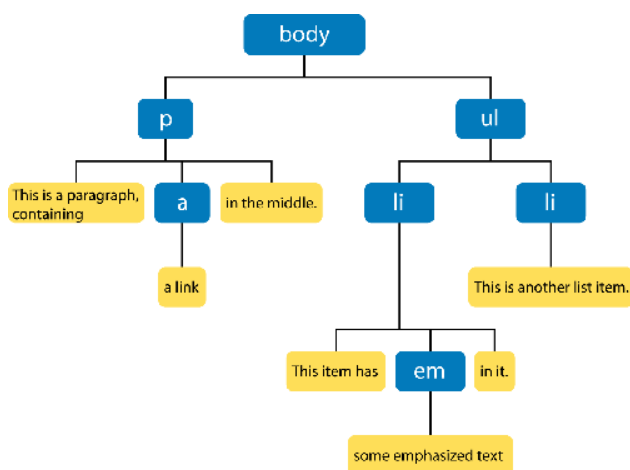 body
p
ul
This is a paragraph,
containing
a
in the middle.
li
li
a link
This is another list item.
This item has
em
in it.
some emphasized text